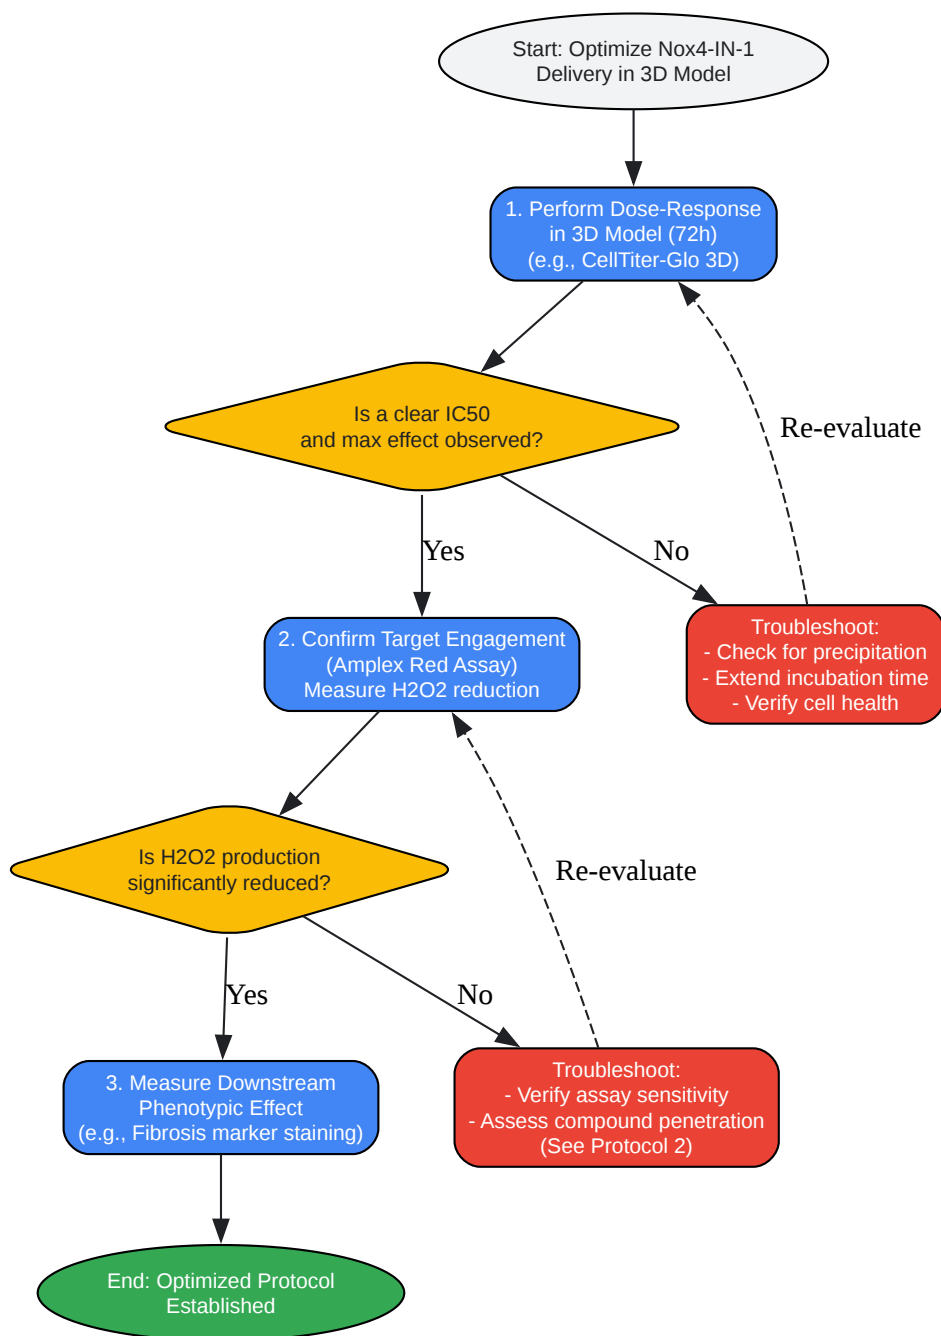 Start: Optimize Nox4-IN-1
Delivery in 3D Model
1. Perform Dose-Response
in 3D Model (72h)
(e.g., CellTiter-Glo 3D)
Is a clear IC50
and max effect observed?
Re-evaluate
Yes
No
2. Confirm Target Engagement
(Amplex Red Assay)
Measure H2O2 reduction
Troubleshoot:
- Check for precipitation
- Extend incubation time
- Verify cell health
Is H2O2 production
significantly reduced?
Re-evaluate
Yes
No
3. Measure Downstream
Phenotypic Effect
(e.g., Fibrosis marker staining)
Troubleshoot:
- Verify assay sensitivity
- Assess compound penetration
(See Protocol 2)
End: Optimized Protocol
Established